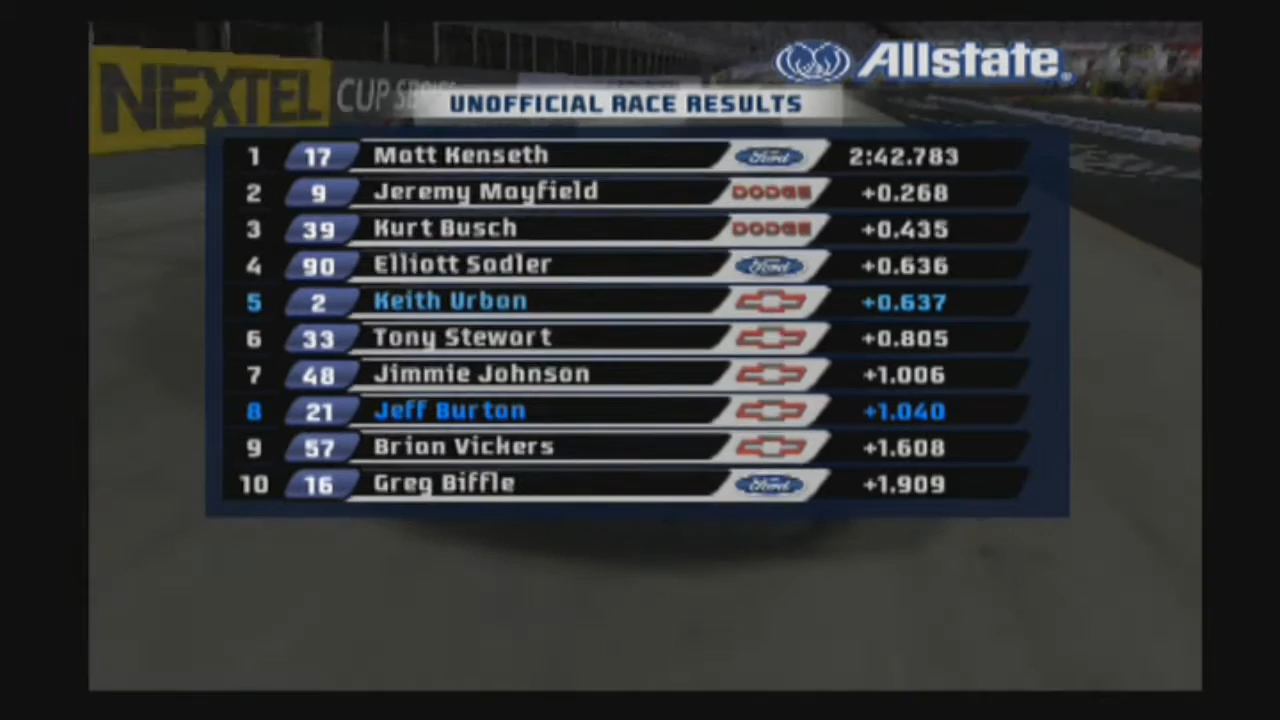 Allstate.
NEXTEL CUP SERIES
UNOFFICIAL RACE RESULTS
1 17 Matt Kenseth Ford 2:42.783
2 9 Jeremy Mayfield DODGE +0.268
3 39 Kurt Busch DODGE +0.435
4 90 Elliott Sadler Ford +0.636
5 2 Keith Urban +0.637
6 33 Tony Stewart +0.805
7 48 Jimmie Johnson +1.006
8 21 Jeff Burton +1.040
9 57 Brian Vickers +1.608
10 16 Greg Biffle Ford +1.909